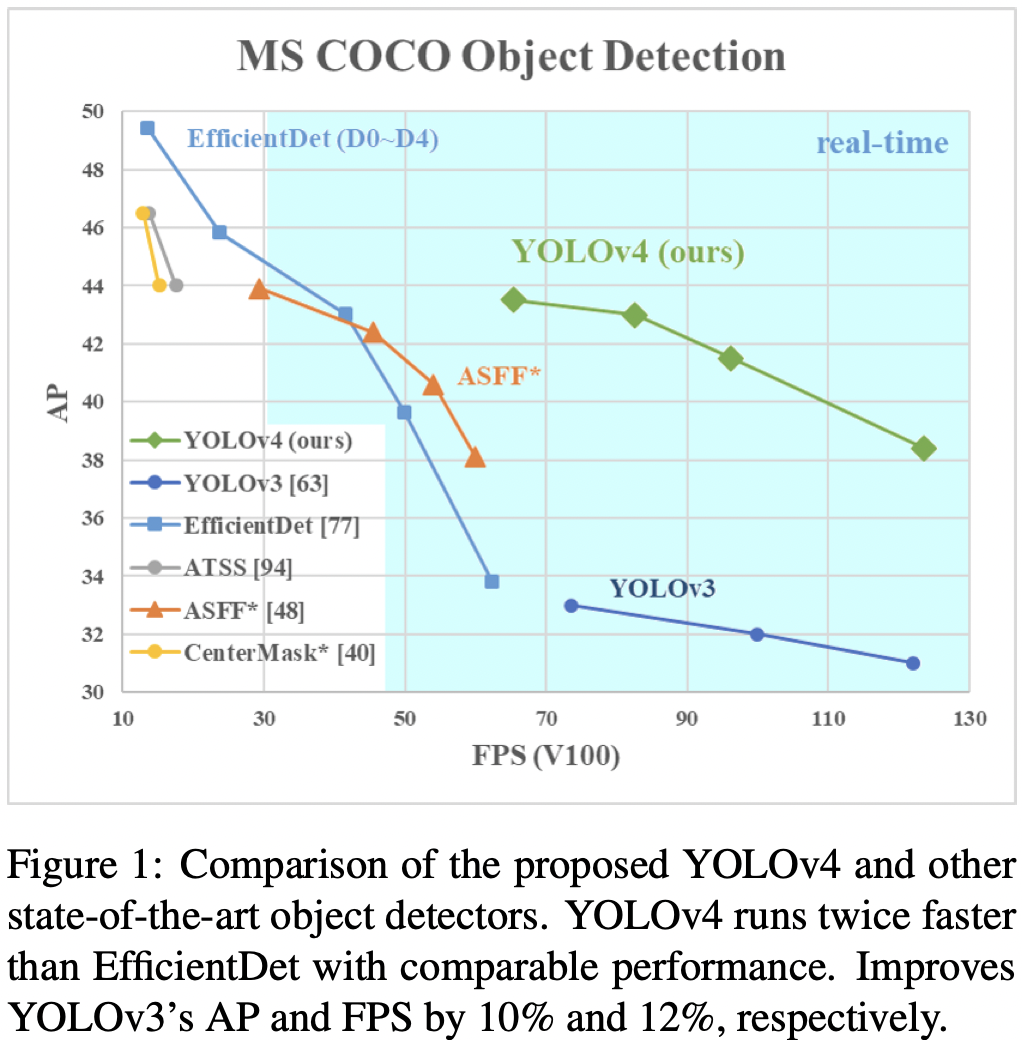 MS COCO Object Detection
50
EfficientDet (D0~D4)
real-time
48
46
YOLOv4 (ours)
44
42
ASFF*
AP
40
YOLOv4 (ours)
38
YOLOv3 [63]
36
EfficientDet [77]
34
ATSS [94]
YOLOv3
ASFF* [48]
32
CenterMask* [40]
30
10 30 50 70 90 110 130
FPS (V100)
Figure 1: Comparison of the proposed YOLOv4 and other
state-of-the-art object detectors. YOLOv4 runs twice faster
than EfficientDet with comparable performance. Improves
YOLOv3's AP and FPS by 10% and 12%, respectively.